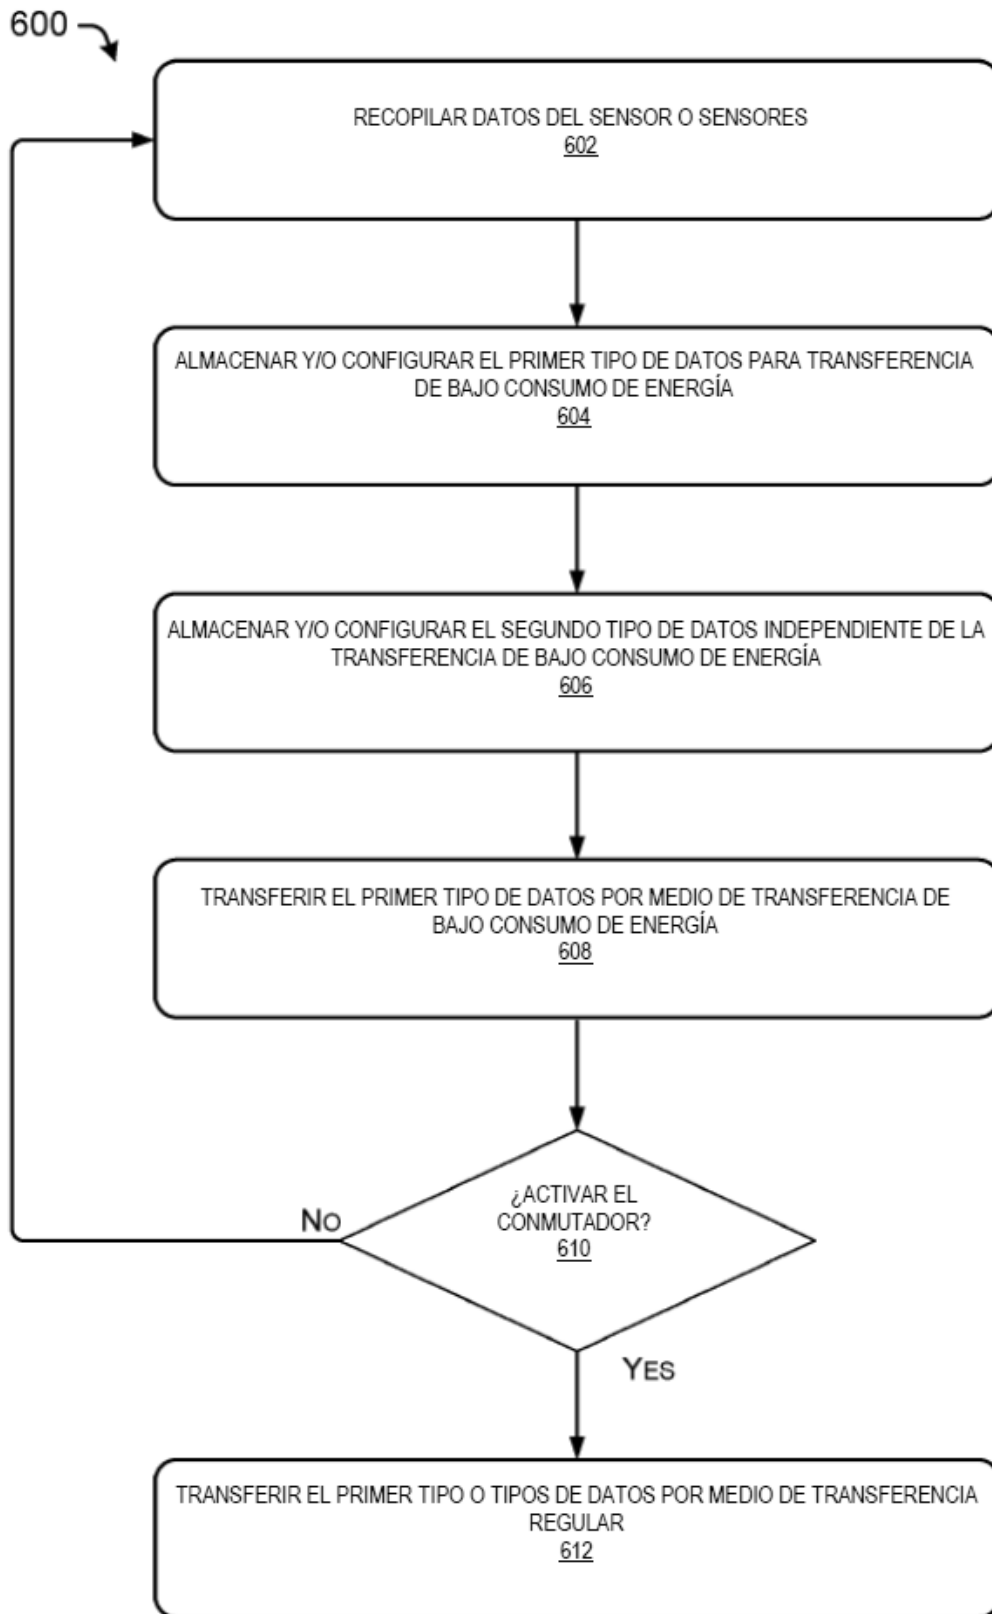 600
RECOPILAR DATOS DEL SENSOR O SENSORES
602
ALMACENAR Y/O CONFIGURAR EL PRIMER TIPO DE DATOS PARA TRANSFERENCIA
DE BAJO CONSUMO DE ENERGÍA
604
ALMACENAR Y/O CONFIGURAR EL SEGUNDO TIPO DE DATOS INDEPENDIENTE DE LA
TRANSFERENCIA DE BAJO CONSUMO DE ENERGÍA
606
TRANSFERIR EL PRIMER TIPO DE DATOS POR MEDIO DE TRANSFERENCIA DE
BAJO CONSUMO DE ENERGÍA
608
¿ACTIVAR EL
CONMUTADOR?
610
NO
YES
TRANSFERIR EL PRIMER TIPO O TIPOS DE DATOS POR MEDIO DE TRANSFERENCIA
REGULAR
612